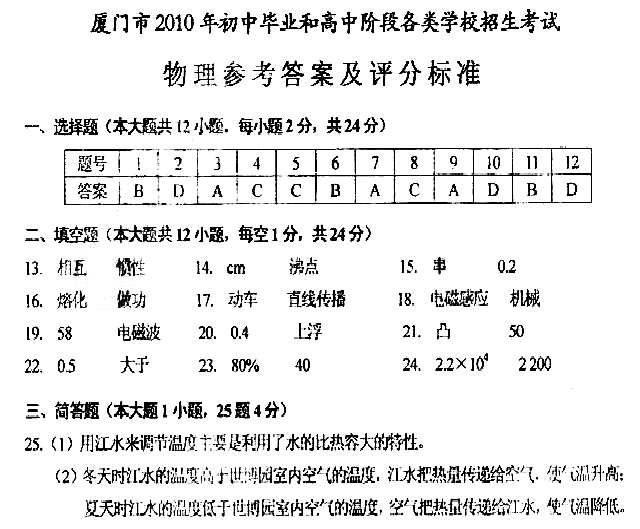 厦门市2010年初中毕业和高中阶段各类学校招生考试
物理参考答案及评分标准
一、选择题（本大题共12小题，每小题2分，共24分）
题号 1 2 3 4 5 6 7 8 9 10 11 12
答案 B D A C C B A C A D B D
二、填空题（本大题共12小题，每空1分，共24分）
13. 相互 惯性 14. cm 沸点 15. 串 0.2
16. 熔化 做功 17. 动车 直线传播 18. 电磁感应 机械
19. 58 电磁波 20. 0.4 上浮 21. 凸 50
22. 0.5 大于 23. 80% 40 24. 2.2×10⁴ 2200
三、简答题（本大题1小题，25题4分）
25.（1）用江水来调节温度主要是利用了水的比热容大的特性。
（2）冬天时江水的温度高于世博园室内空气的温度，江水把热量传递给空气，使气温升高；
夏天时江水的温度低于世博园室内空气的温度，空气把热量传递给江水，使气温降低。